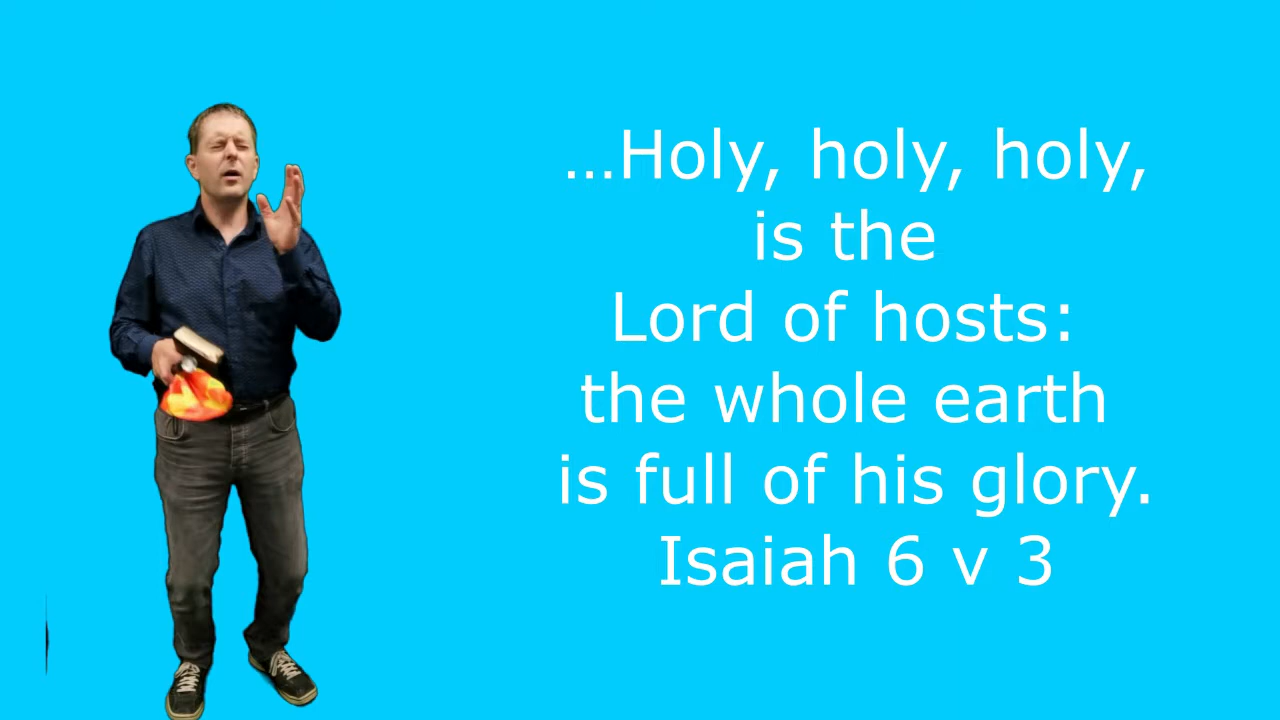 ...Holy, holy, holy,
is the
Lord of hosts:
the whole earth
is full of his glory.
Isaiah 6 v 3